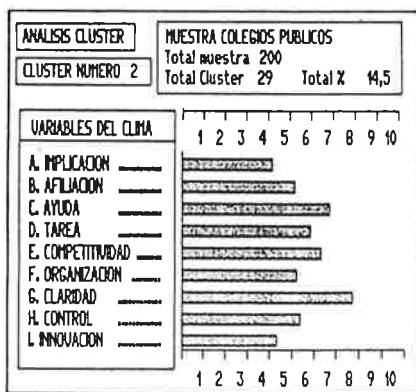 ANALISIS CLUSTER
CLUSTER NUMERO 2
MUESTRA COLEGIOS PUBLICOS
Total muestra 200
Total Cluster 29 Total % 14,5
VARIABLES DEL CLIMA
1 2 3 4 5 6 7 8 9 10
A. IMPLICACION
B. AFILIACION
C. AYUDA
D. TAREA
E. COMPETITIVIDAD
F. ORGANIZACION
G. CLARIDAD
H. CONTROL
I. INNOVACION
1 2 3 4 5 6 7 8 9 10